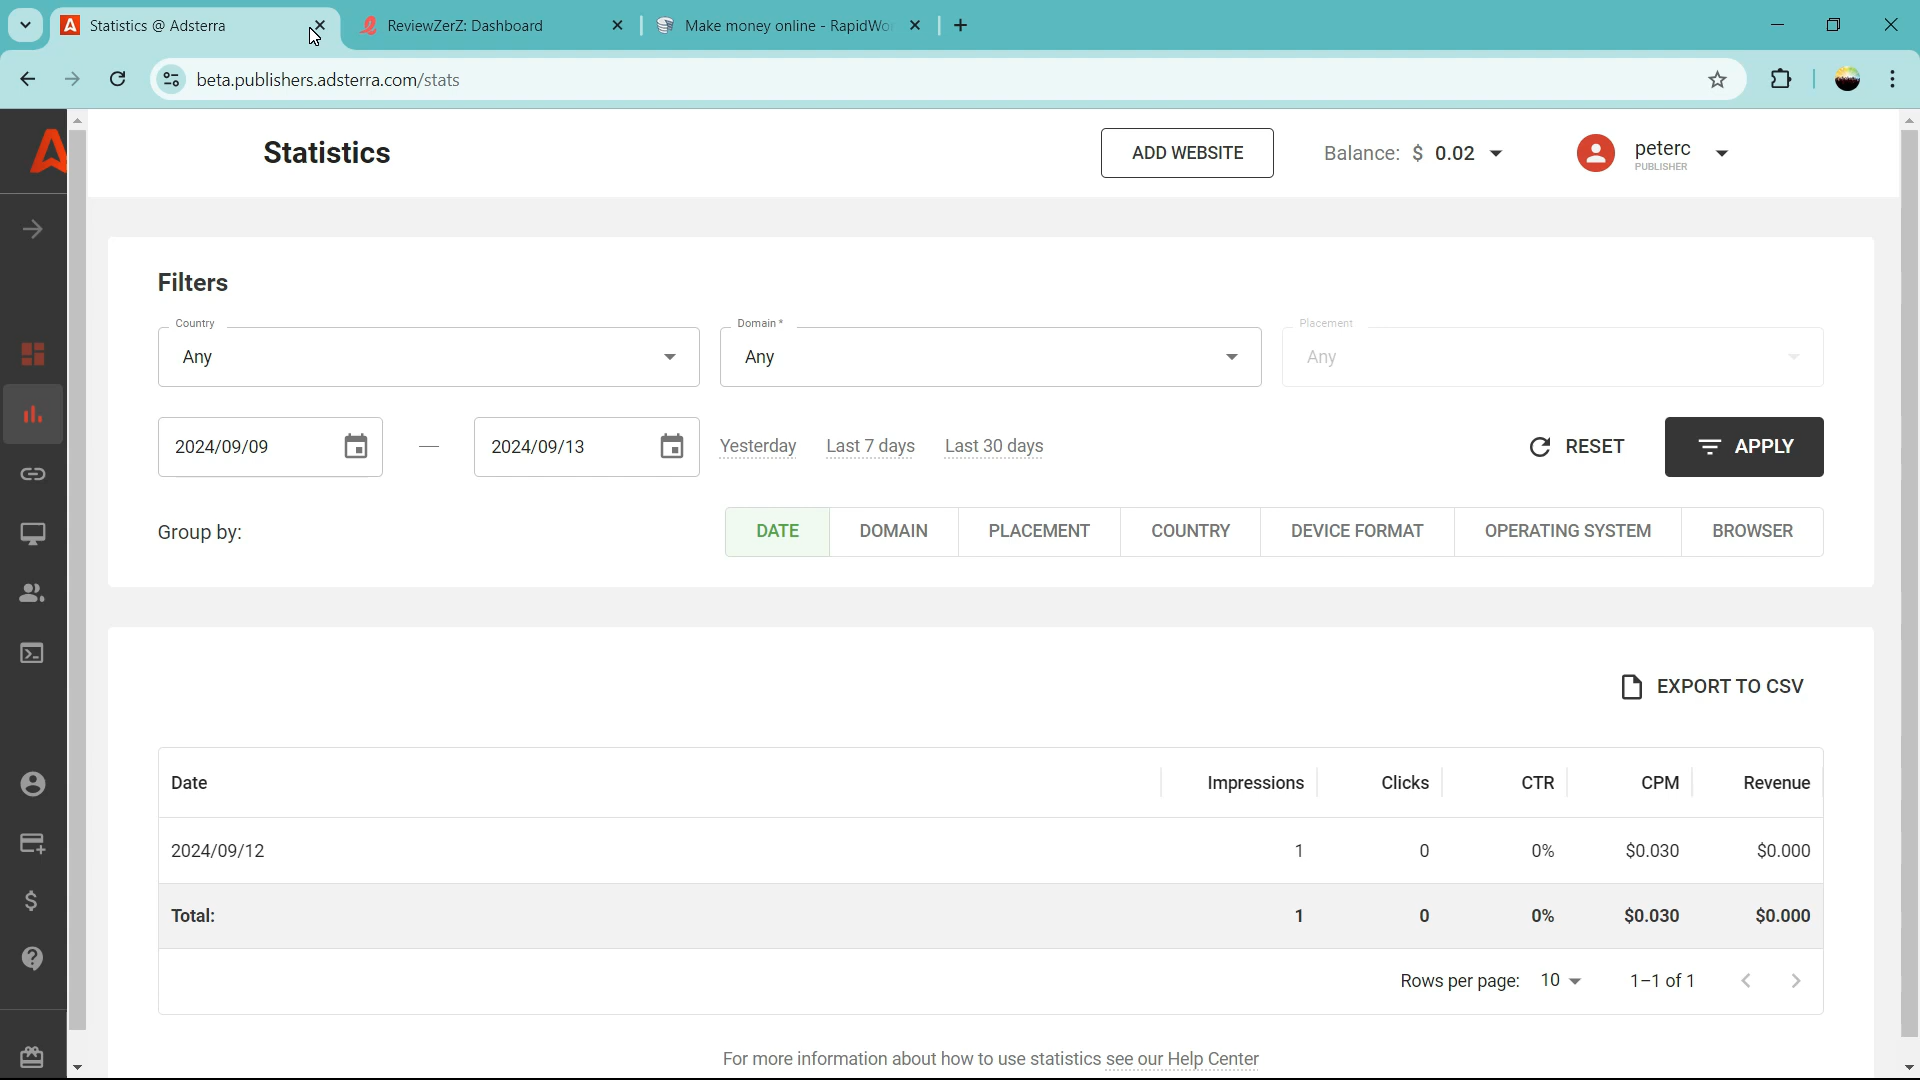 Statistics @ Adsterra
ReviewZerZ: Dashboard
Make money online - RapidWo
beta.publishers.adsterra.com/stats
Statistics
ADD WEBSITE
Balance: $ 0.02
peterc
PUBLISHER
Filters
Country
Any
Domain *
Any
Placement
Any
2024/09/09
—
2024/09/13
Yesterday
Last 7 days
Last 30 days
RESET
APPLY
Group by:
DATE
DOMAIN
PLACEMENT
COUNTRY
DEVICE FORMAT
OPERATING SYSTEM
BROWSER
EXPORT TO CSV
Date Impressions Clicks CTR CPM Revenue
2024/09/12 1 0 0% $0.030 $0.000
Total: 1 0 0% $0.030 $0.000
Rows per page: 10 1–1 of 1
For more information about how to use statistics see our Help Center